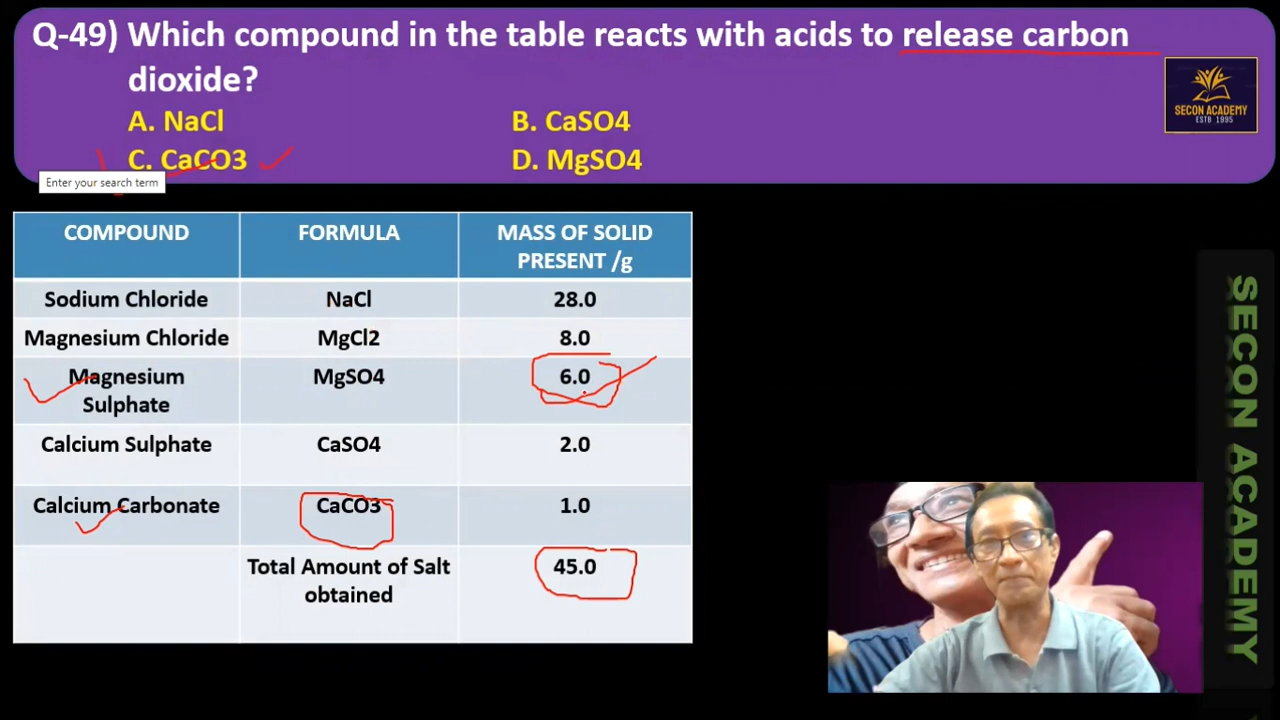 Q-49) Which compound in the table reacts with acids to release carbon
dioxide?
A. NaCl
B. CaSO4
C. CaCO3
D. MgSO4
SECON ACADEMY
ESTB 1995
Enter your search term
COMPOUND
FORMULA
MASS OF SOLID
PRESENT /g
Sodium Chloride
NaCl
28.0
Magnesium Chloride
MgCl2
8.0
Magnesium
Sulphate
MgSO4
6.0
Calcium Sulphate
CaSO4
2.0
Calcium Carbonate
CaCO3
1.0
Total Amount of Salt
obtained
45.0
SECON ACADEMY